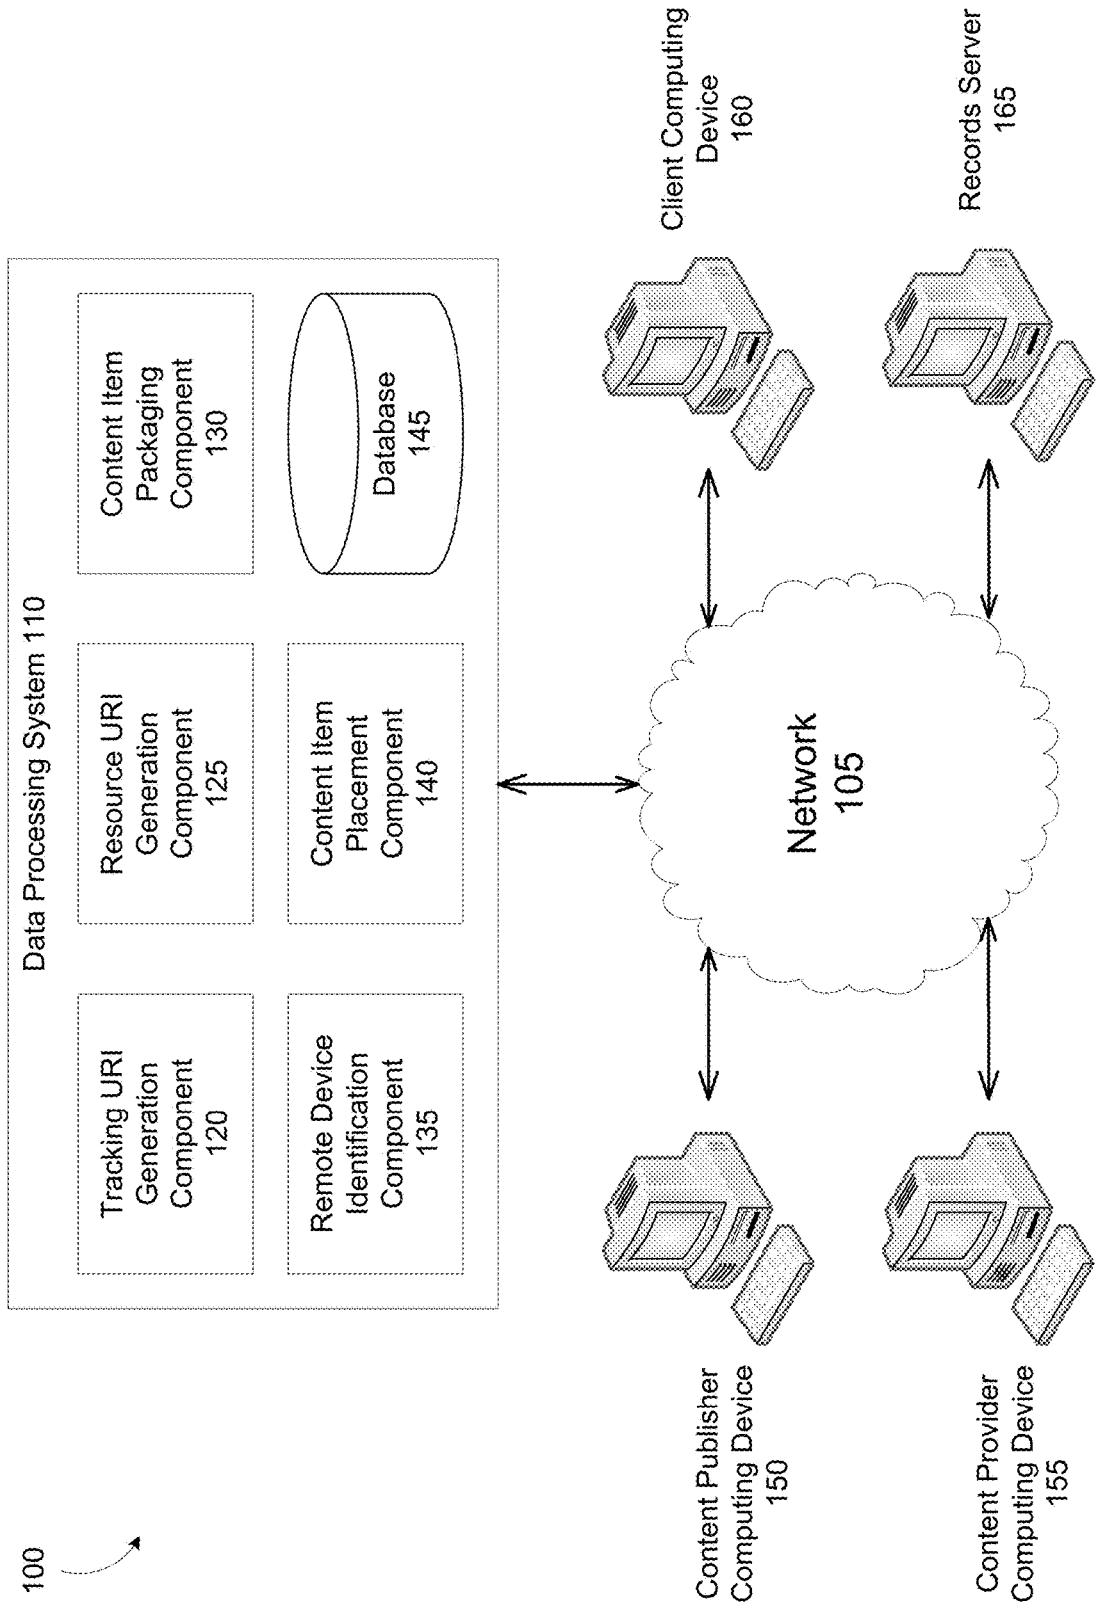 100
Data Processing System 110
Tracking URI
Generation
Component
120
Resource URI
Generation
Component
125
Content Item
Packaging
Component
130
Remote Device
Identification
Component
135
Content Item
Placement
Component
140
Database
145
Content Publisher
Computing Device
150
Client Computing
Device
160
Network
105
Content Provider
Computing Device
155
Records Server
165